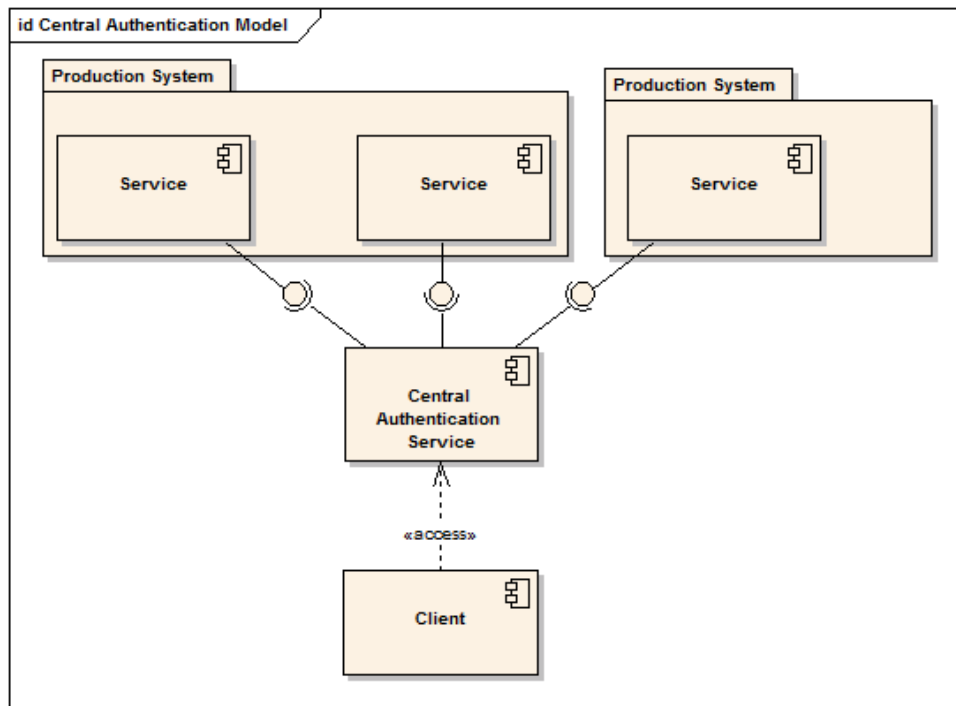 id Central Authentication Model
Production System
Production System
Service
Service
Service
Central
Authentication
Service
«access»
Client